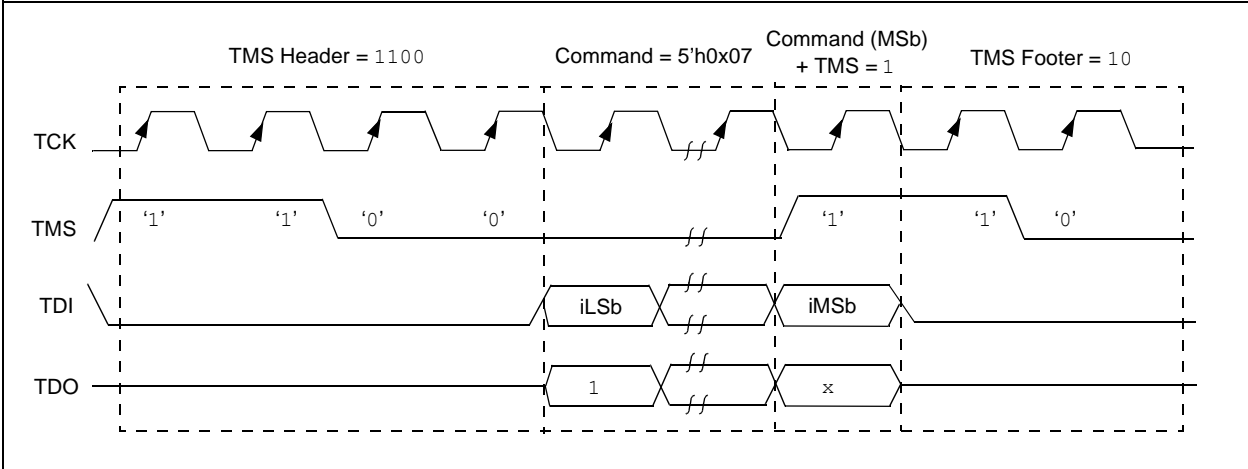 TMS Header = 1100
Command = 5'h0x07
Command (MSb)
+ TMS = 1
TMS Footer = 10
TCK
TMS
‘1’ ‘1’ ‘0’ ‘0’ ‘1’ ‘1’ ‘0’
TDI
iLSb iMSb
TDO
1 x